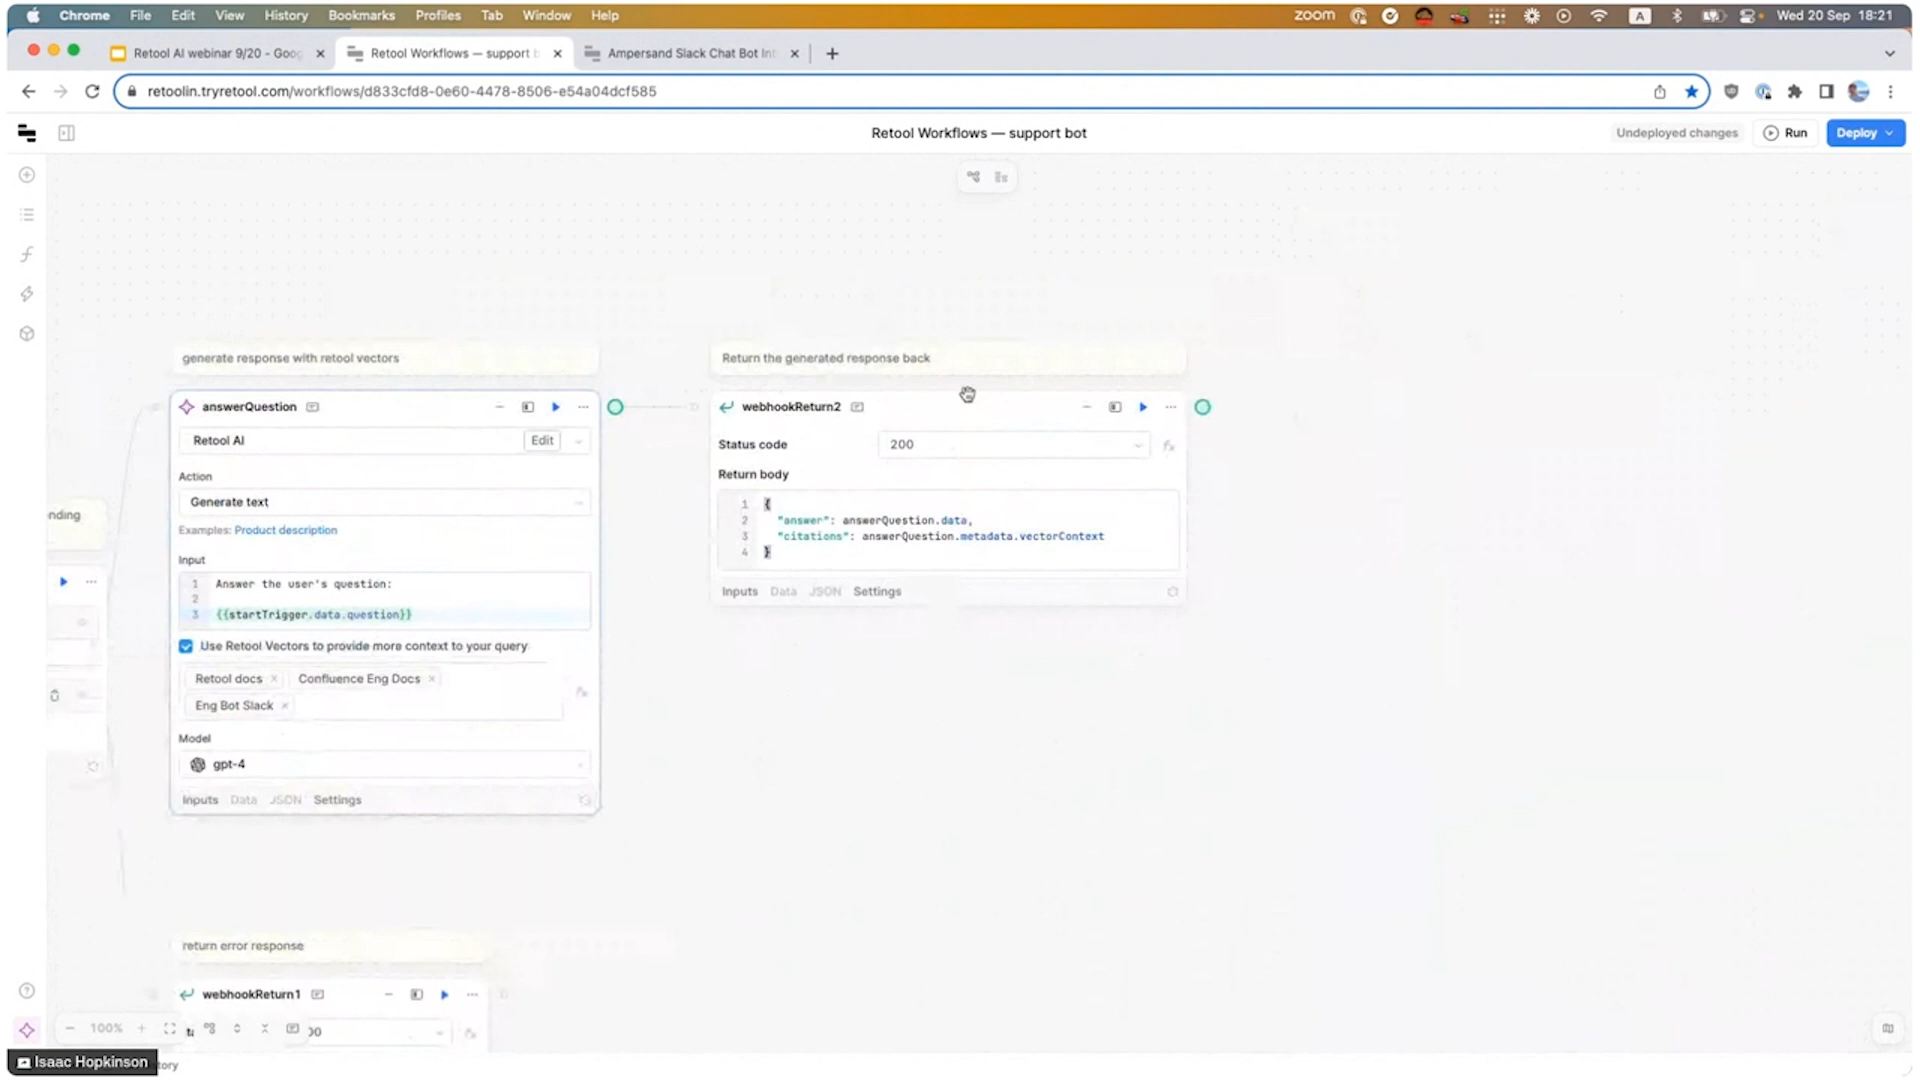 Chrome File Edit View History Bookmarks Profiles Tab Window Help
zoom A Wed 20 Sep 18:21
Retool AI webinar 9/20 - Goog
Retool Workflows — support b
Ampersand Slack Chat Bot Int
retoolin.tryretool.com/workflows/d833cfd8-0e60-4478-8506-e54a04dcf585
Retool Workflows — support bot
Undeployed changes
Run
Deploy
generate response with retool vectors
answerQuestion
Retool AI
Edit
Action
Generate text
Examples: Product description
Input
1 Answer the user's question:
2
3 {{startTrigger.data.question}}
Use Retool Vectors to provide more context to your query
Retool docs × Confluence Eng Docs ×
Eng Bot Slack ×
Model
gpt-4
Inputs Data JSON Settings
Return the generated response back
webhookReturn2
Status code 200
Return body
1 {
2 "answer": answerQuestion.data,
3 "citations": answerQuestion.metadata.vectorContext
4 }
Inputs Data JSON Settings
nding
return error response
webhookReturn1
100%
00
Isaac Hopkinson
tory